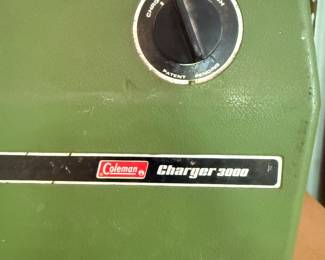 PATENT PENDING
Coleman Charger 3000